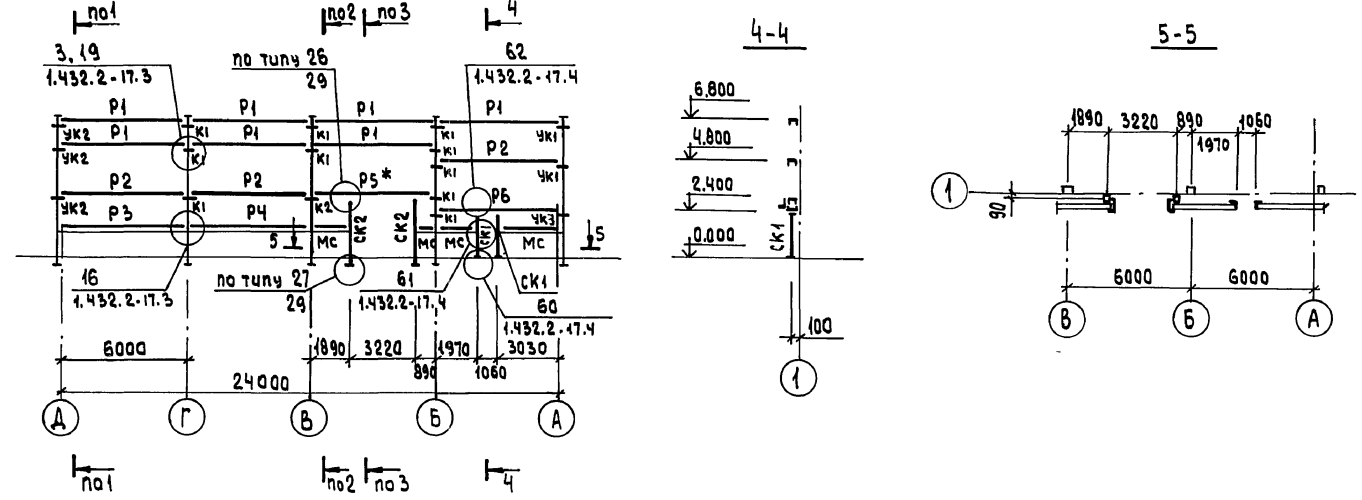 по1
по2
по3
4
4-4
5-5
3, 19
1.432.2-17.3
по типу 26
29
62
1.432.2-17.4
Р1
Р1
Р1
Р1
УК2
Р1
К1
Р1
К1
Р1
К1
УК1
УК2
К1
К1
К1
Р2
УК1
Р2
Р2
Р5*
К1
Р6
УК2
К1
К2
К1
УК3
Р3
Р4
5
МС
СК2
СК2
МС
МС
СК1
МС
5
16
1.432.2-17.3
по типу 27
29
61
1.432.2-17.4
СК1
60
1.432.2-17.4
6000
1890
3220
890
1970
1060
3030
24000
Д
Г
В
Б
А
по1
по2
по3
4
6.800
4.800
2.400
0.000
СК1
100
1
1890
3220
890
1970
1060
1
90
6000
6000
В
Б
А